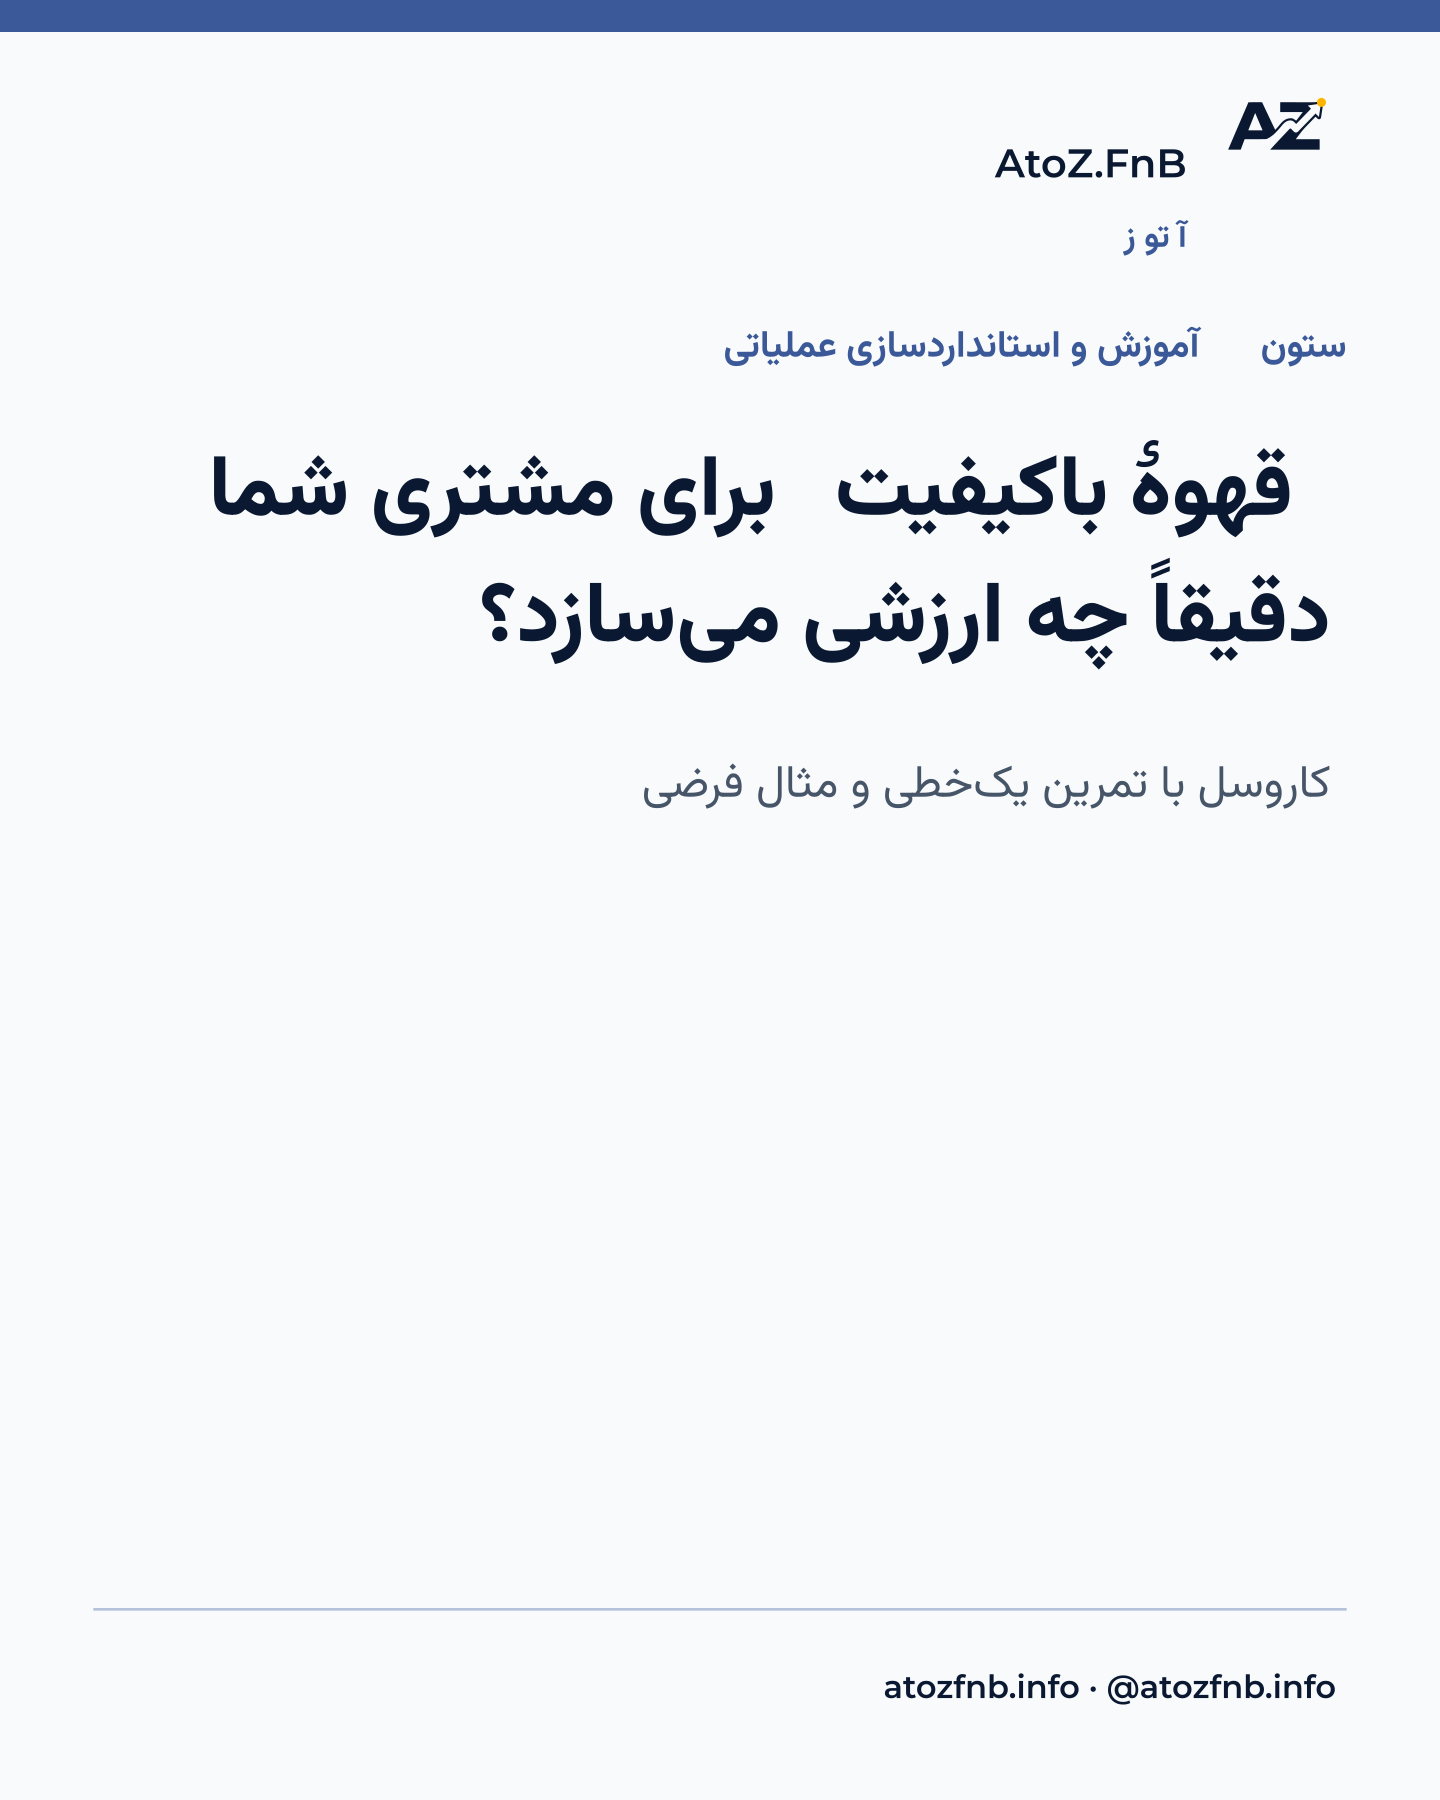 AZ
AtoZ.FnB
آ تو ز
ستون آموزش و استانداردسازی عملیاتی
قهوهٔ باکیفیت برای مشتری شما
دقیقاً چه ارزشی می‌سازد؟
کاروسل با تمرین یک‌خطی و مثال فرضی
atozfnb.info · @atozfnb.info